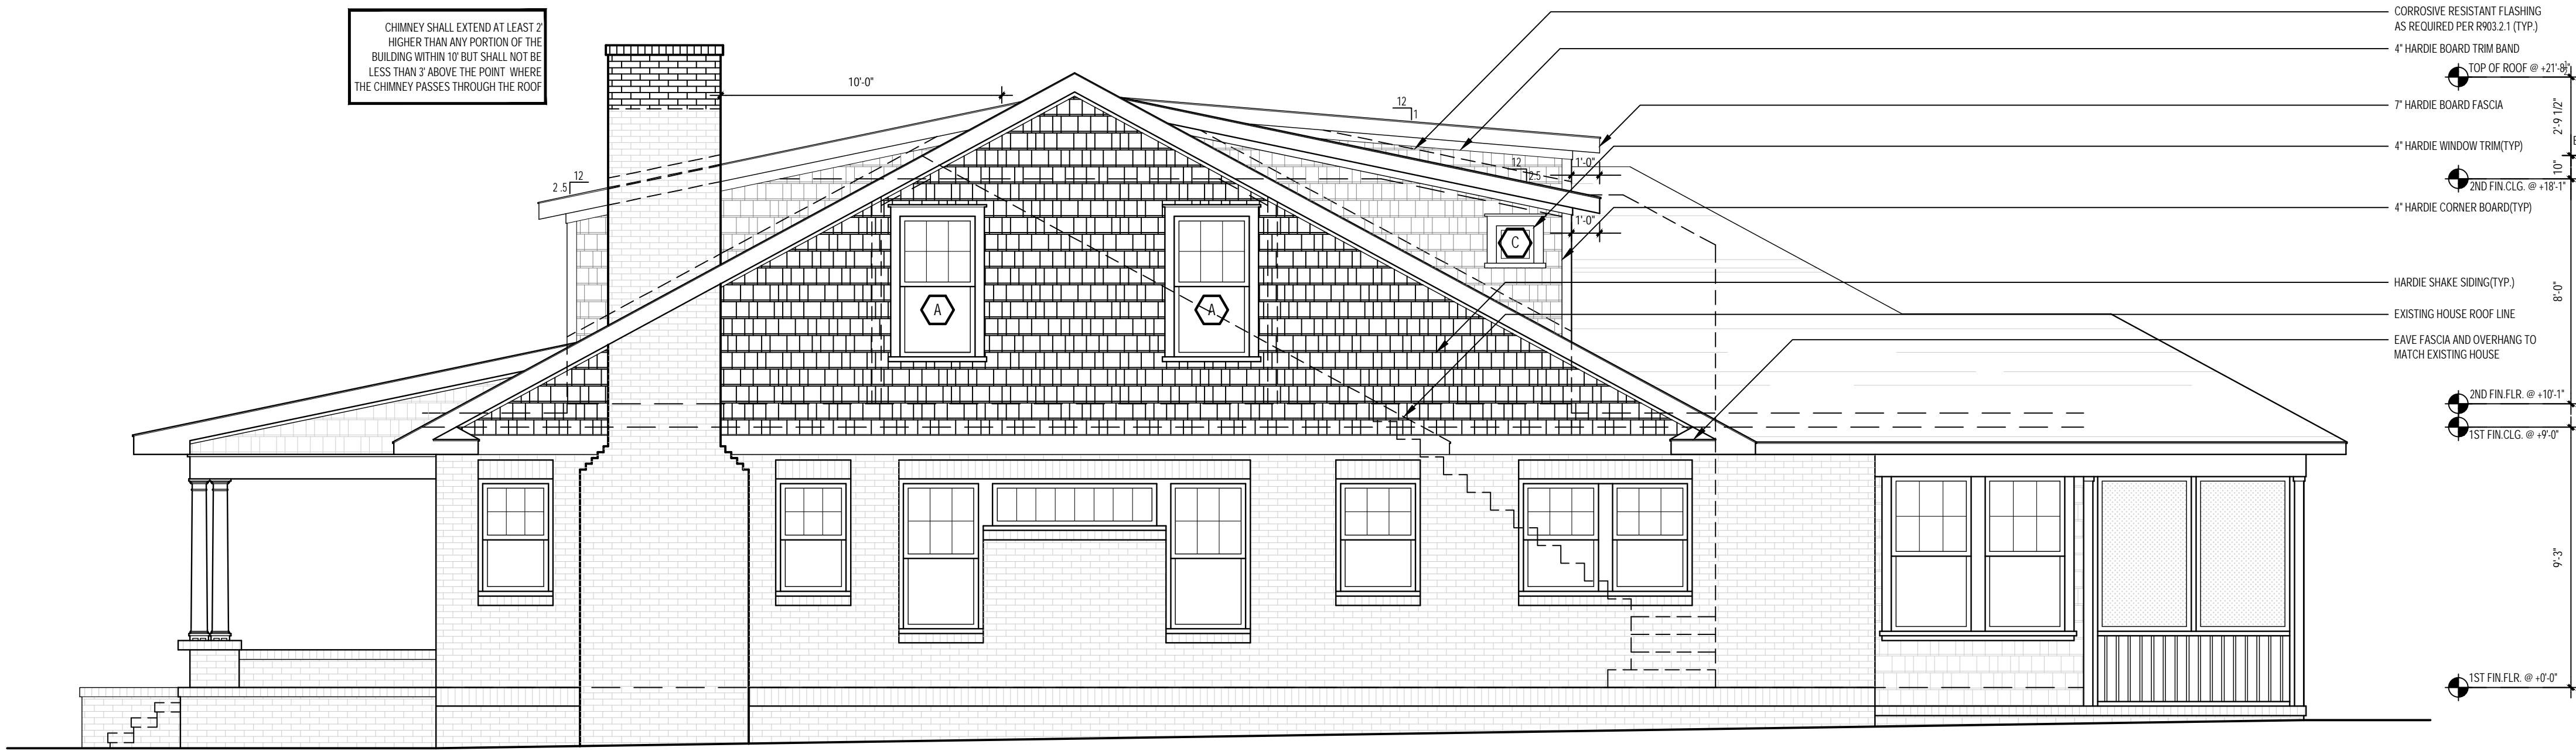 CHIMNEY SHALL EXTEND AT LEAST 2'
HIGHER THAN ANY PORTION OF THE
BUILDING WITHIN 10' BUT SHALL NOT BE
LESS THAN 3' ABOVE THE POINT WHERE
THE CHIMNEY PASSES THROUGH THE ROOF
10'-0"
12
1
12
2.5
12
2.5
1'-0"
1'-0"
A
A
C
CORROSIVE RESISTANT FLASHING
AS REQUIRED PER R903.2.1 (TYP.)
4" HARDIE BOARD TRIM BAND
7" HARDIE BOARD FASCIA
4" HARDIE WINDOW TRIM(TYP)
4" HARDIE CORNER BOARD(TYP)
HARDIE SHAKE SIDING(TYP.)
EXISTING HOUSE ROOF LINE
EAVE FASCIA AND OVERHANG TO
MATCH EXISTING HOUSE
TOP OF ROOF @ +21'-8½"
2ND FIN.CLG. @ +18'-1"
2ND FIN.FLR. @ +10'-1"
1ST FIN.CLG. @ +9'-0"
1ST FIN.FLR. @ +0'-0"
2'-9 1/2"
10"
8'-0"
9'-3"